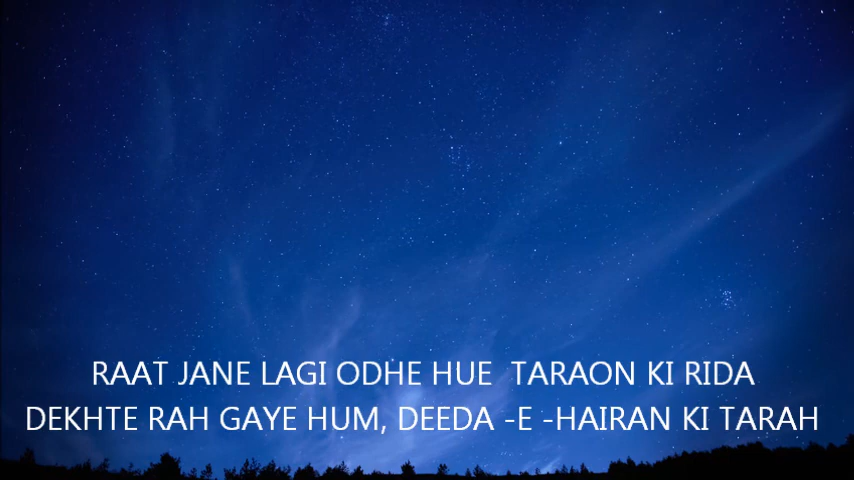 RAAT JANE LAGI ODHE HUE  TARAON KI RIDA
DEKHTE RAH GAYE HUM, DEEDA -E -HAIRAN KI TARAH